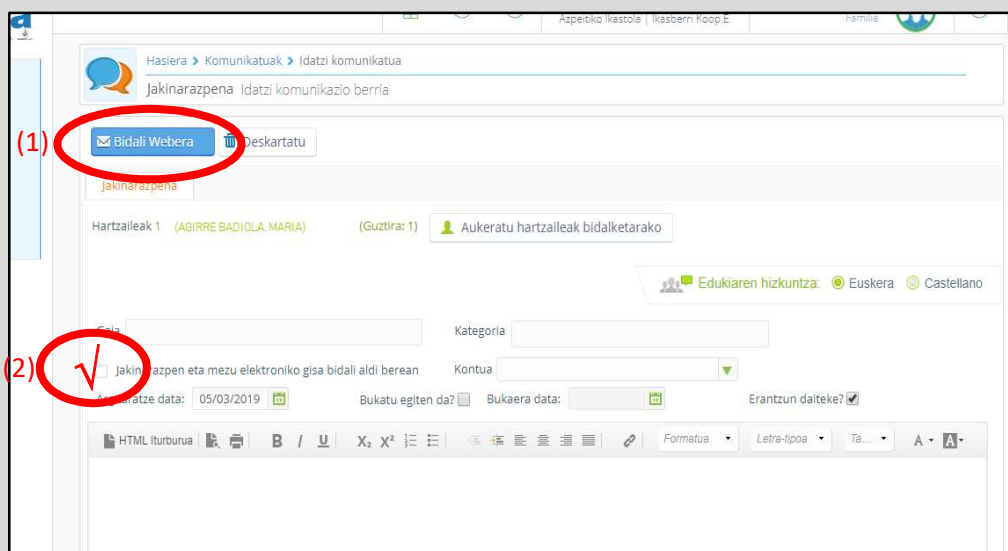 a
Azpeitiko Ikastola | Ikasberri Koop.E.
Familia
Hasiera > Komunikatuak > Idatzi komunikatua
Jakinarazpena Idatzi komunikazio berria
(1)
Bidali Webera
Deskartatu
Jakinarazpena
Hartzaileak 1 (AGIRRE BADIOLA, MARIA) (Guztira: 1) Aukeratu hartzaileak bidalketarako
Edukiaren hizkuntza: Euskera Castellano
Gaia Kategoria
(2) √ Jakinarazpen eta mezu elektroniko gisa bidali aldi berean Kontua
data: 05/03/2019 Bukatu egiten da? Bukaera data: Erantzun daiteke?
HTML Iturburua B I U X₂ X² Formatua Letra-tipoa Ta... A A